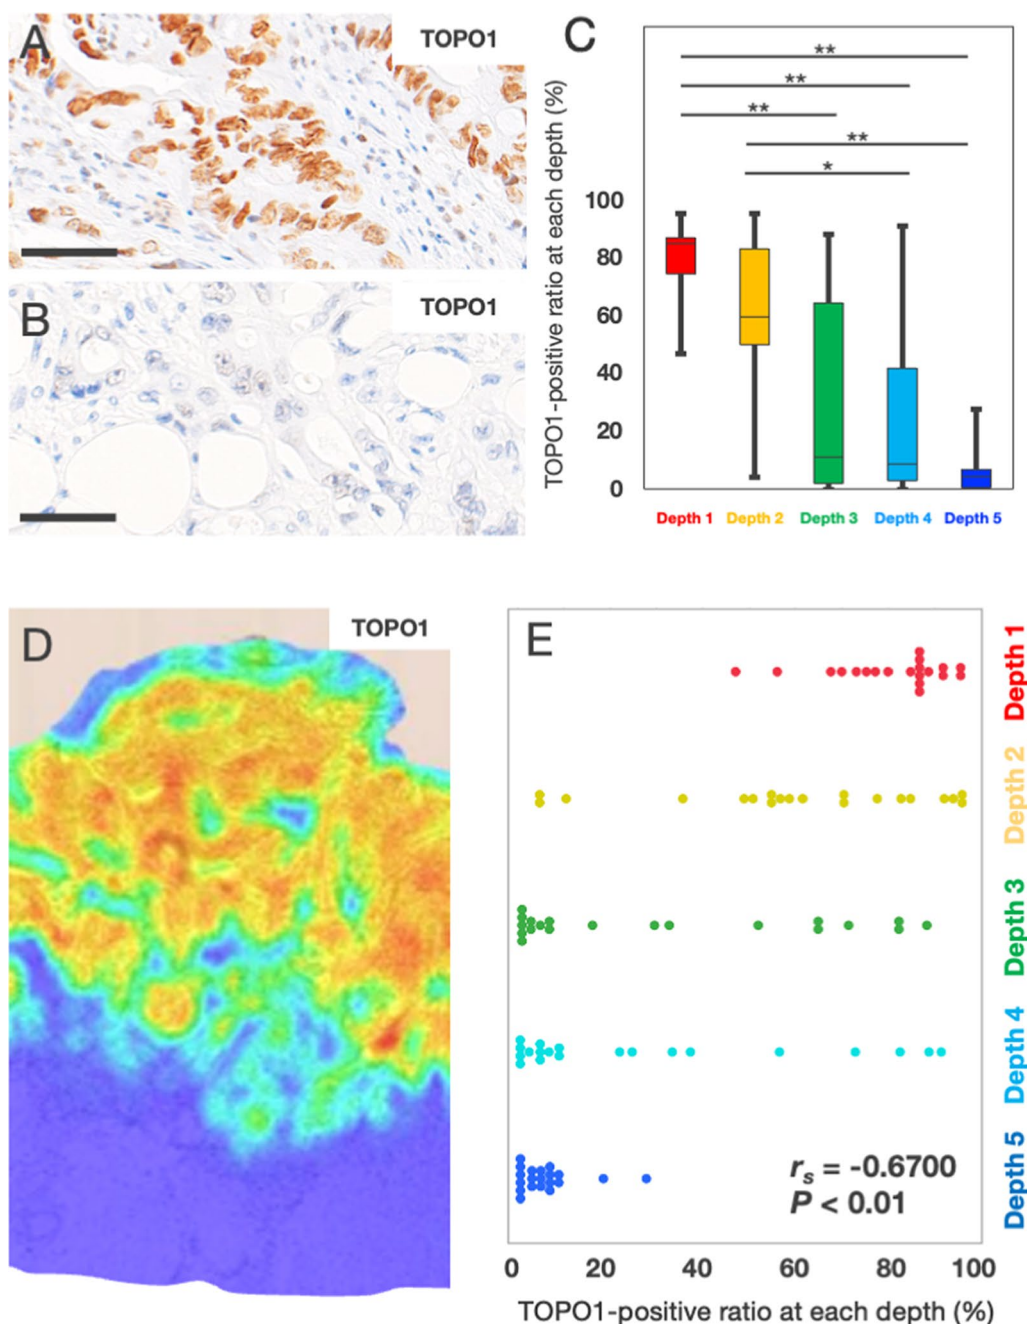 A
TOPO1
B
TOPO1
C
TOPO1-positive ratio at each depth (%)
**
**
**
**
*
100
80
60
40
20
0
Depth 1 Depth 2 Depth 3 Depth 4 Depth 5
D
TOPO1
E
Depth 1
Depth 2
Depth 3
Depth 4
Depth 5
rs = -0.6700
P < 0.01
0 20 40 60 80 100
TOPO1-positive ratio at each depth (%)